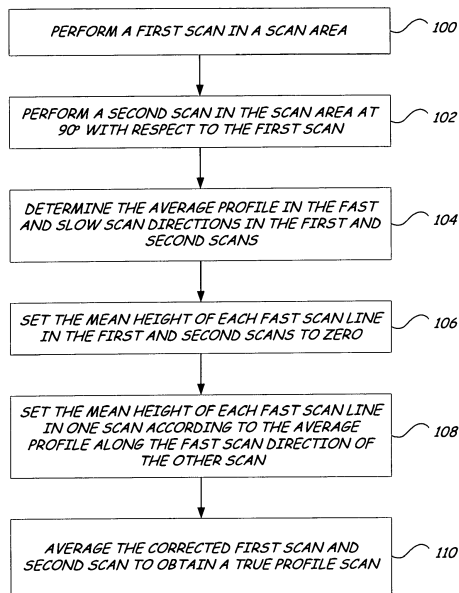 PERFORM A FIRST SCAN IN A SCAN AREA
100
PERFORM A SECOND SCAN IN THE SCAN AREA AT
90° WITH RESPECT TO THE FIRST SCAN
102
DETERMINE THE AVERAGE PROFILE IN THE FAST
AND SLOW SCAN DIRECTIONS IN THE FIRST AND
SECOND SCANS
104
SET THE MEAN HEIGHT OF EACH FAST SCAN LINE
IN THE FIRST AND SECOND SCANS TO ZERO
106
SET THE MEAN HEIGHT OF EACH FAST SCAN LINE
IN ONE SCAN ACCORDING TO THE AVERAGE
PROFILE ALONG THE FAST SCAN DIRECTION OF
THE OTHER SCAN
108
AVERAGE THE CORRECTED FIRST SCAN AND
SECOND SCAN TO OBTAIN A TRUE PROFILE SCAN
110